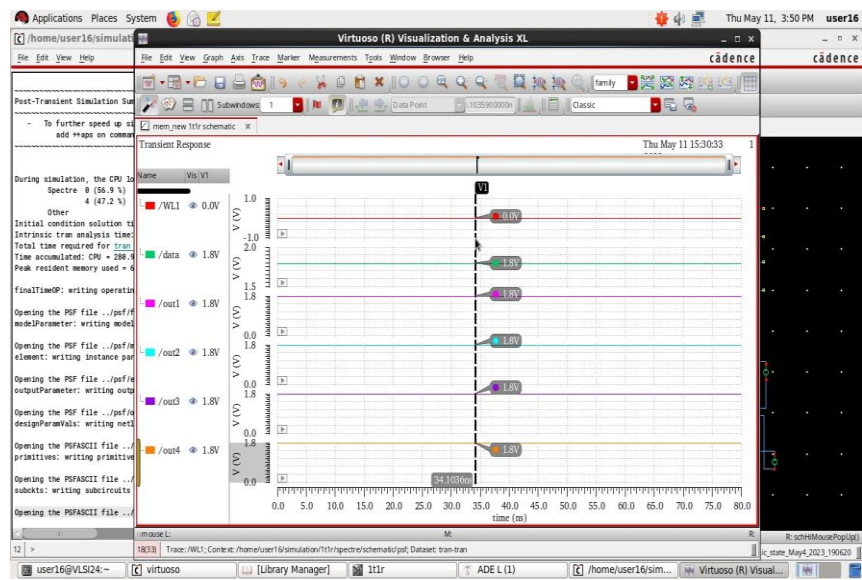 Applications Places System Thu May 11, 3:50 PM user16
/home/user16/simulati
Virtuoso (R) Visualization & Analysis XL
File Edit View Help
File Edit View Graph Axis Trace Marker Measurements Tools Window Browser Help cādence
cādence
family
Subwindows: 1 Data Point .1035900000n Classic
mem_new 1t1r schematic X
Post-Transient Simulation Sum
- To further speed up si
add ++aps on comman
During simulation, the CPU lo
Spectre 0 (56.9 %)
4 (47.2 %)
Other
Initial condition solution ti
Intrinsic tran analysis time:
Total time required for tran
Time accumulated: CPU = 280.9
Peak resident memory used = 6
finalTimeOP: writing operatin
Opening the PSF file ../psf/f
modelParameter: writing model
Opening the PSF file ../psf/m
element: writing instance par
Opening the PSF file ../psf/e
outputParameter: writing outp
Opening the PSF file ../psf/o
designParamVals: writing netl
Opening the PSFASCII file ../
primitives: writing primitive
Opening the PSFASCII file ../
subckts: writing subcircuits
Opening the PSFASCII file ../
12 >
Transient Response Thu May 11 15:30:33 1
Name Vis V1
V1
/WL1 0.0V
V (V)
1.0
-1.0
0.0V
/data 1.8V
V (V)
2.0
1.5
1.8V
/out1 1.8V
V (V)
1.8
0.0
1.8V
/out2 1.8V
V (V)
1.8
0.0
1.8V
/out3 1.8V
V (V)
1.8
0.0
1.8V
/out4 1.8V
V (V)
1.8
0.0
1.8V
34.1036ns
0.0 5.0 10.0 15.0 20.0 25.0 30.0 35.0 40.0 45.0 50.0 55.0 60.0 65.0 70.0 75.0 80.0
time (ns)
mouse L: M: R:
R: schHiMousePopUp()
18(33) Trace: /WL1; Context: /home/user16/simulation/1t1r/spectre/schematic/psf; Dataset: tran-tran
ic_state_May4_2023_190620
user16@VLSI24:~ virtuoso [Library Manager] 1t1r ADE L (1) /home/user16/sim... Virtuoso (R) Visual...